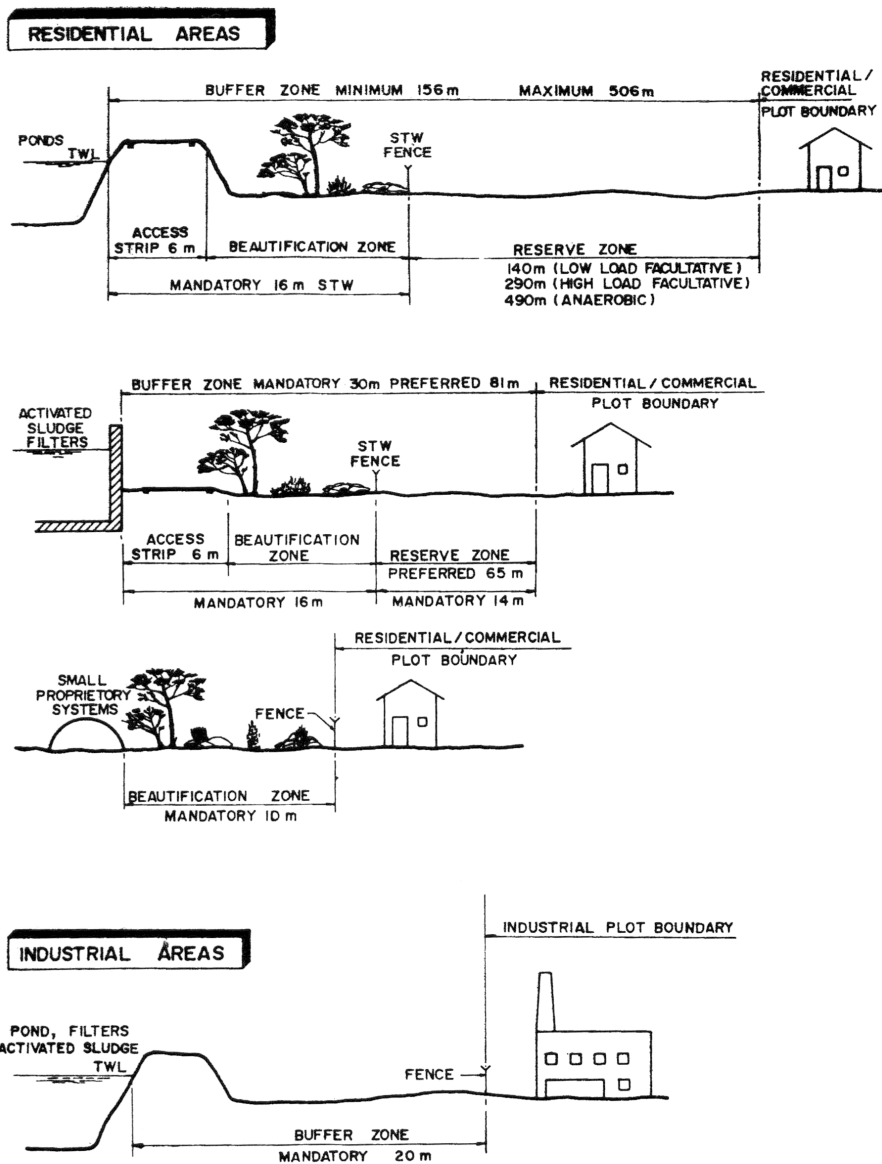 RESIDENTIAL AREAS
BUFFER ZONE MINIMUM 156m MAXIMUM 506m
RESIDENTIAL /
COMMERCIAL
PLOT BOUNDARY
PONDS
TWL
STW
FENCE
ACCESS
STRIP 6 m
BEAUTIFICATION ZONE
RESERVE ZONE
140m (LOW LOAD FACULTATIVE)
290m (HIGH LOAD FACULTATIVE)
490m (ANAEROBIC)
MANDATORY 16 m STW
BUFFER ZONE MANDATORY 30m PREFERRED 81m
RESIDENTIAL / COMMERCIAL
PLOT BOUNDARY
ACTIVATED
SLUDGE
FILTERS
STW
FENCE
ACCESS
STRIP 6 m
BEAUTIFICATION
ZONE
RESERVE ZONE
PREFERRED 65 m
MANDATORY 16m
MANDATORY 14m
RESIDENTIAL/COMMERCIAL
PLOT BOUNDARY
SMALL
PROPRIETORY
SYSTEMS
FENCE
BEAUTIFICATION ZONE
MANDATORY 10 m
INDUSTRIAL AREAS
INDUSTRIAL PLOT BOUNDARY
POND, FILTERS
ACTIVATED SLUDGE
TWL
FENCE
BUFFER ZONE
MANDATORY 20 m